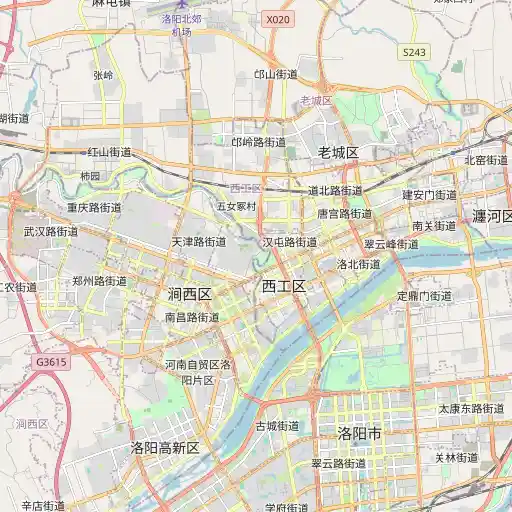 麻屯镇
洛阳北郊
机场
X020
S243
张岭
邙山街道
老城区
邙岭路街道
红山街道
老城区
北窑街道
柿园
西工区
道北路街道
建安门街道
重庆路街道
五女冢村
唐宫路街道
瀍河区
南关街道
武汉路街道
天津路街道
汉屯路街道
翠云峰街道
洛北街道
郑州路街道
工农街道
涧西区
西工区
定鼎门街道
南昌路街道
G3615
河南自贸区洛
阳片区
太康东路街道
涧西区
古城街道
洛阳市
洛阳高新区
翠云路街道
关林街道
辛店街道
学府街道